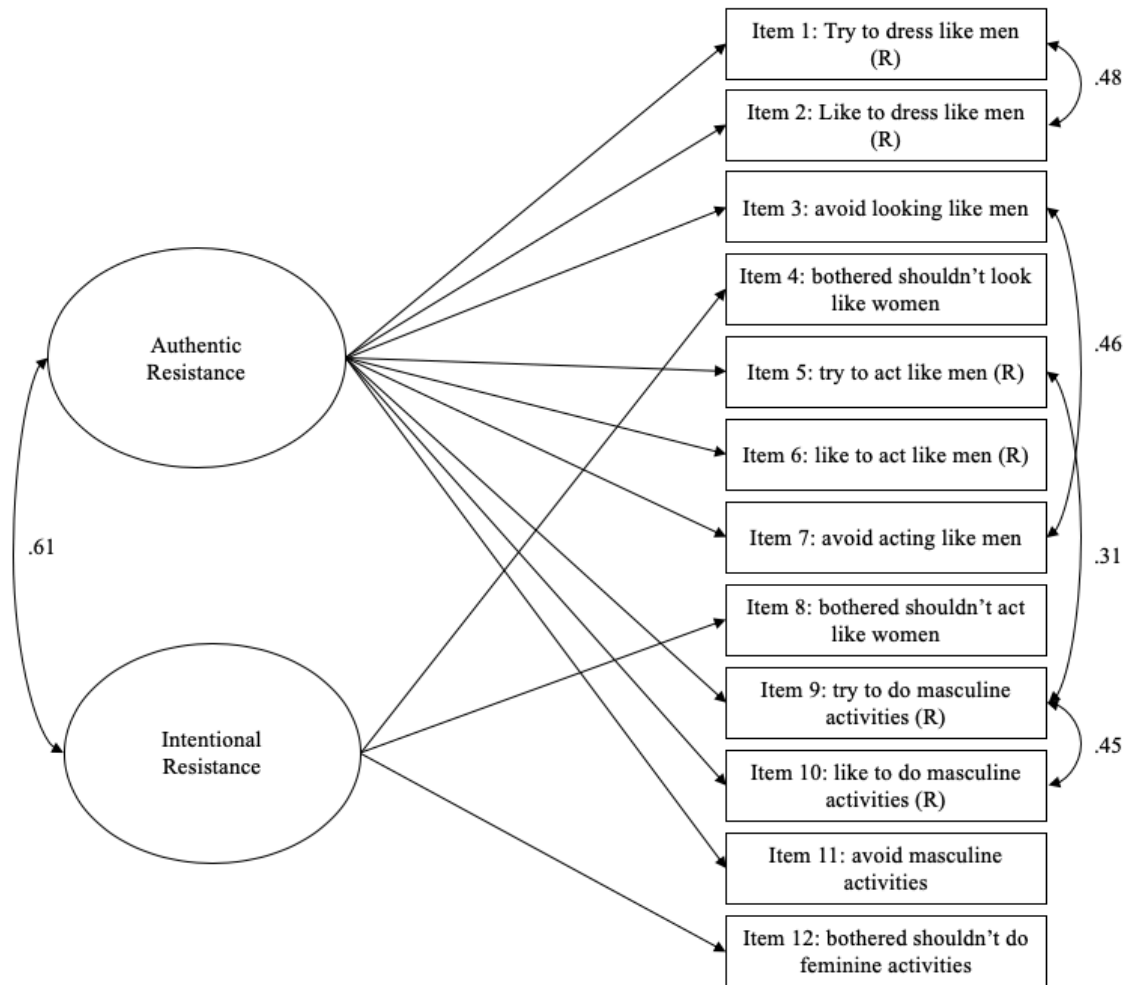 Item 1: Try to dress like men
(R)
.48
Item 2: Like to dress like men
(R)
Item 3: avoid looking like men
Item 4: bothered shouldn't look
like women
Authentic
Resistance
.46
Item 5: try to act like men (R)
Item 6: like to act like men (R)
Item 7: avoid acting like men
.61
.31
Item 8: bothered shouldn't act
like women
Item 9: try to do masculine
activities (R)
Intentional
Resistance
.45
Item 10: like to do masculine
activities (R)
Item 11: avoid masculine
activities
Item 12: bothered shouldn't do
feminine activities